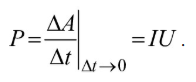 P = ΔA/Δt|Δt→0 = IU.